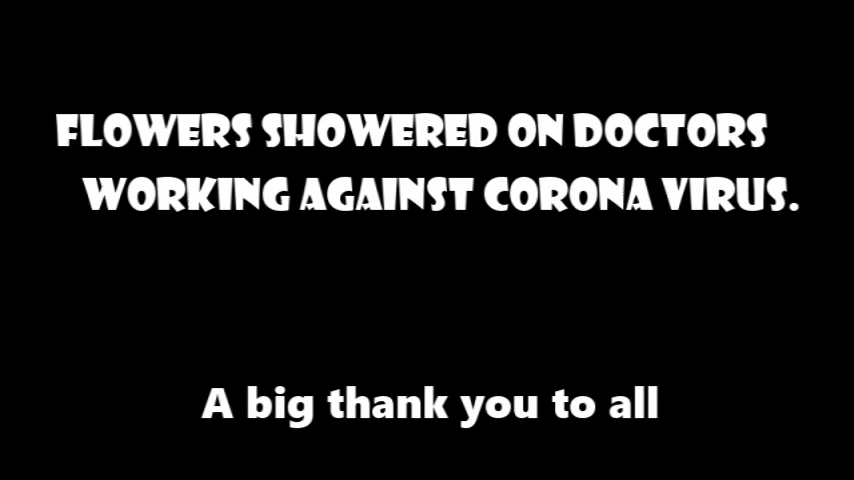 FLOWERS SHOWERED ON DOCTORS
WORKING AGAINST CORONA VIRUS.
A big thank you to all